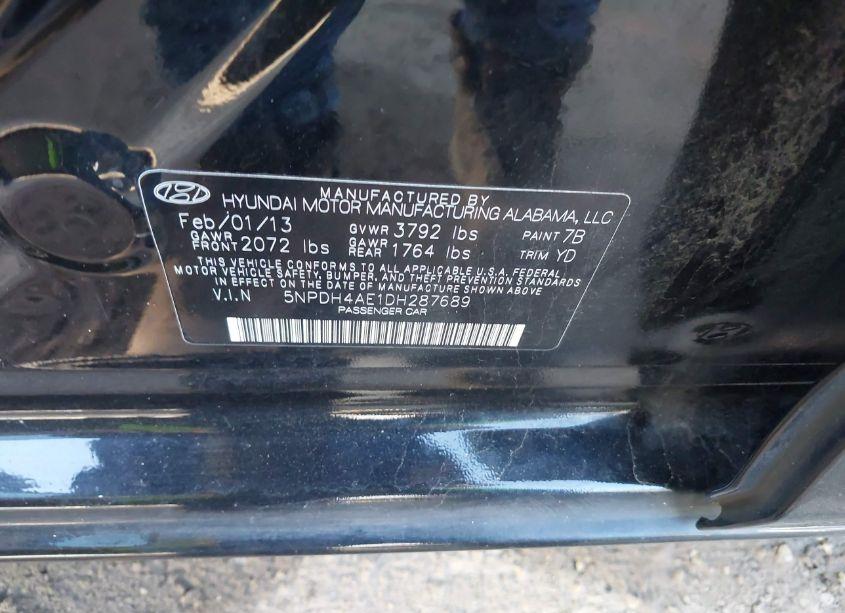 MANUFACTURED BY
HYUNDAI MOTOR MANUFACTURING ALABAMA, LLC
Feb/01/13 GVWR 3792 lbs PAINT 7B
GAWR FRONT 2072 lbs GAWR REAR 1764 lbs TRIM YD
THIS VEHICLE CONFORMS TO ALL APPLICABLE U.S.A. FEDERAL
MOTOR VEHICLE SAFETY, BUMPER, AND THEFT PREVENTION STANDARDS
IN EFFECT ON THE DATE OF MANUFACTURE SHOWN ABOVE
V.I.N 5NPDH4AE1DH287689
PASSENGER CAR